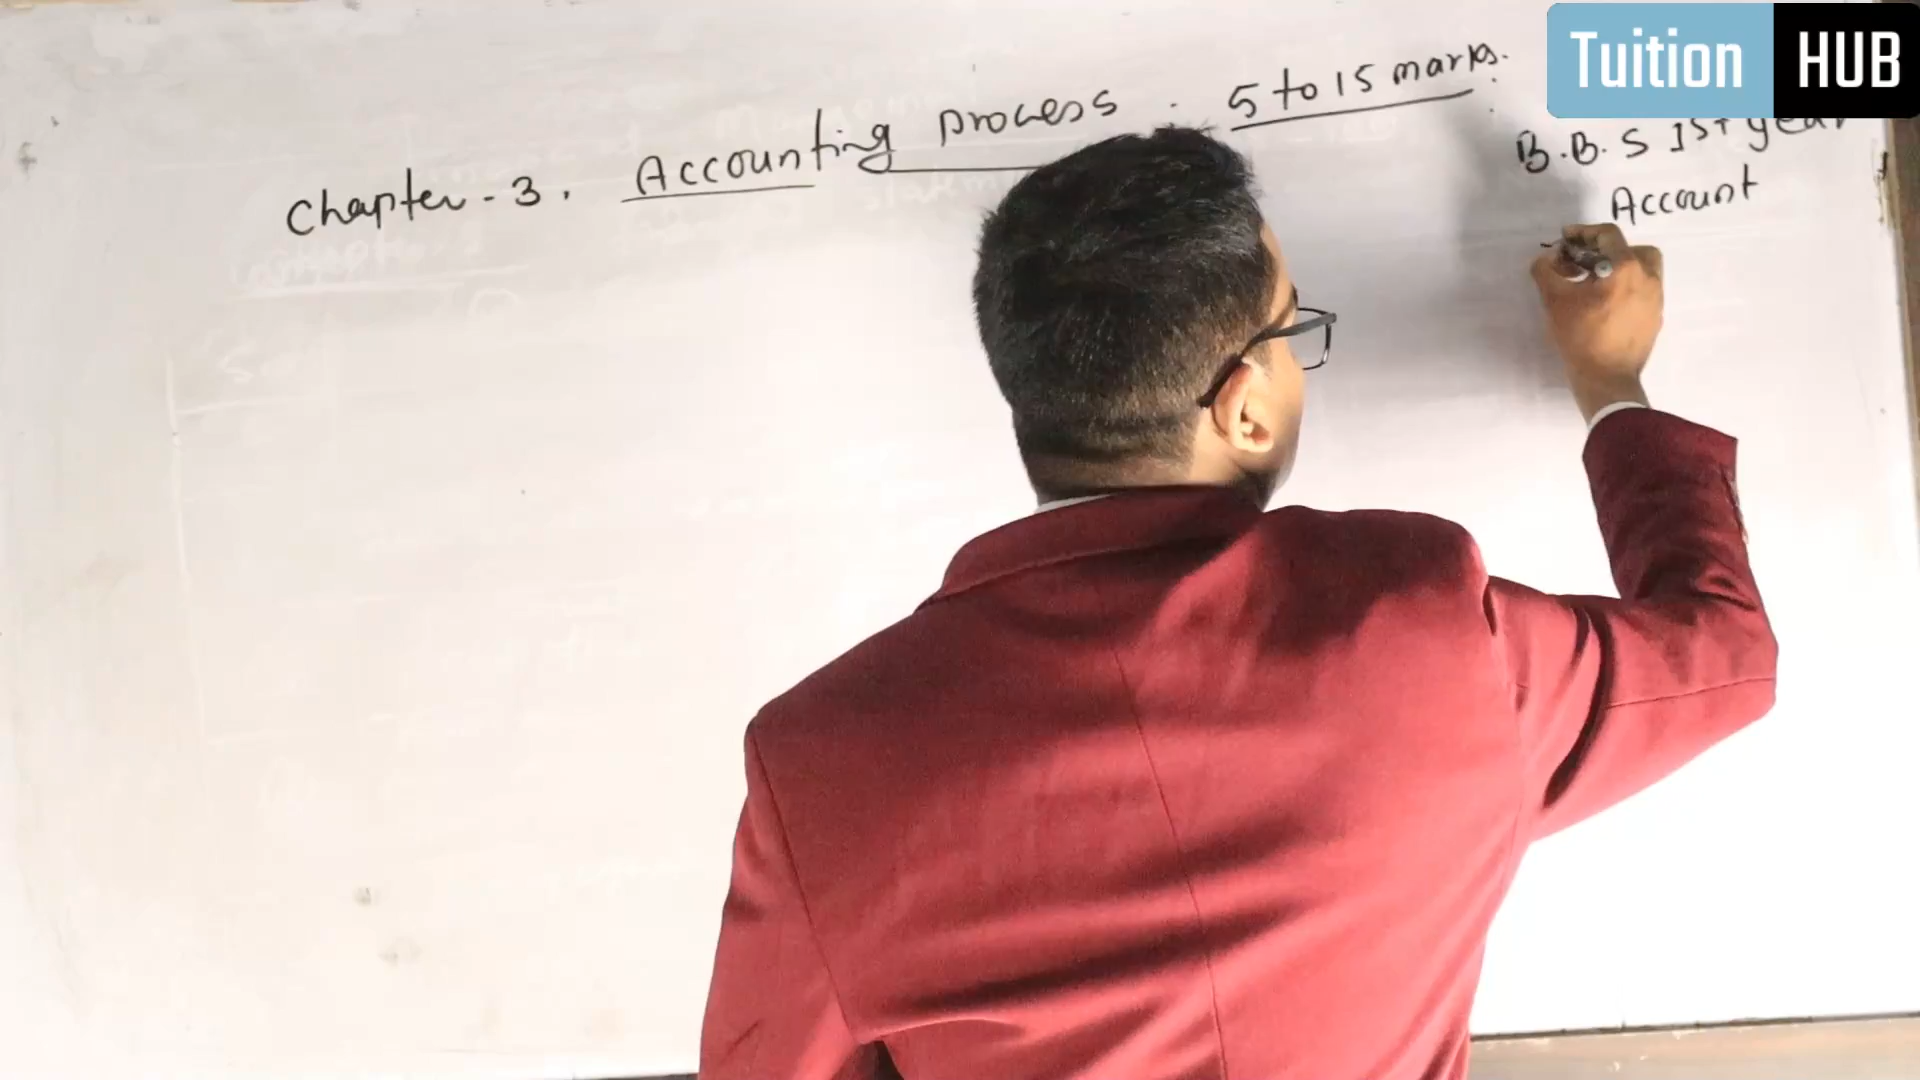 Tuition HUB
Chapter - 3. Accounting process . 5 to 15 marks.
B.B.S 1st year
Account